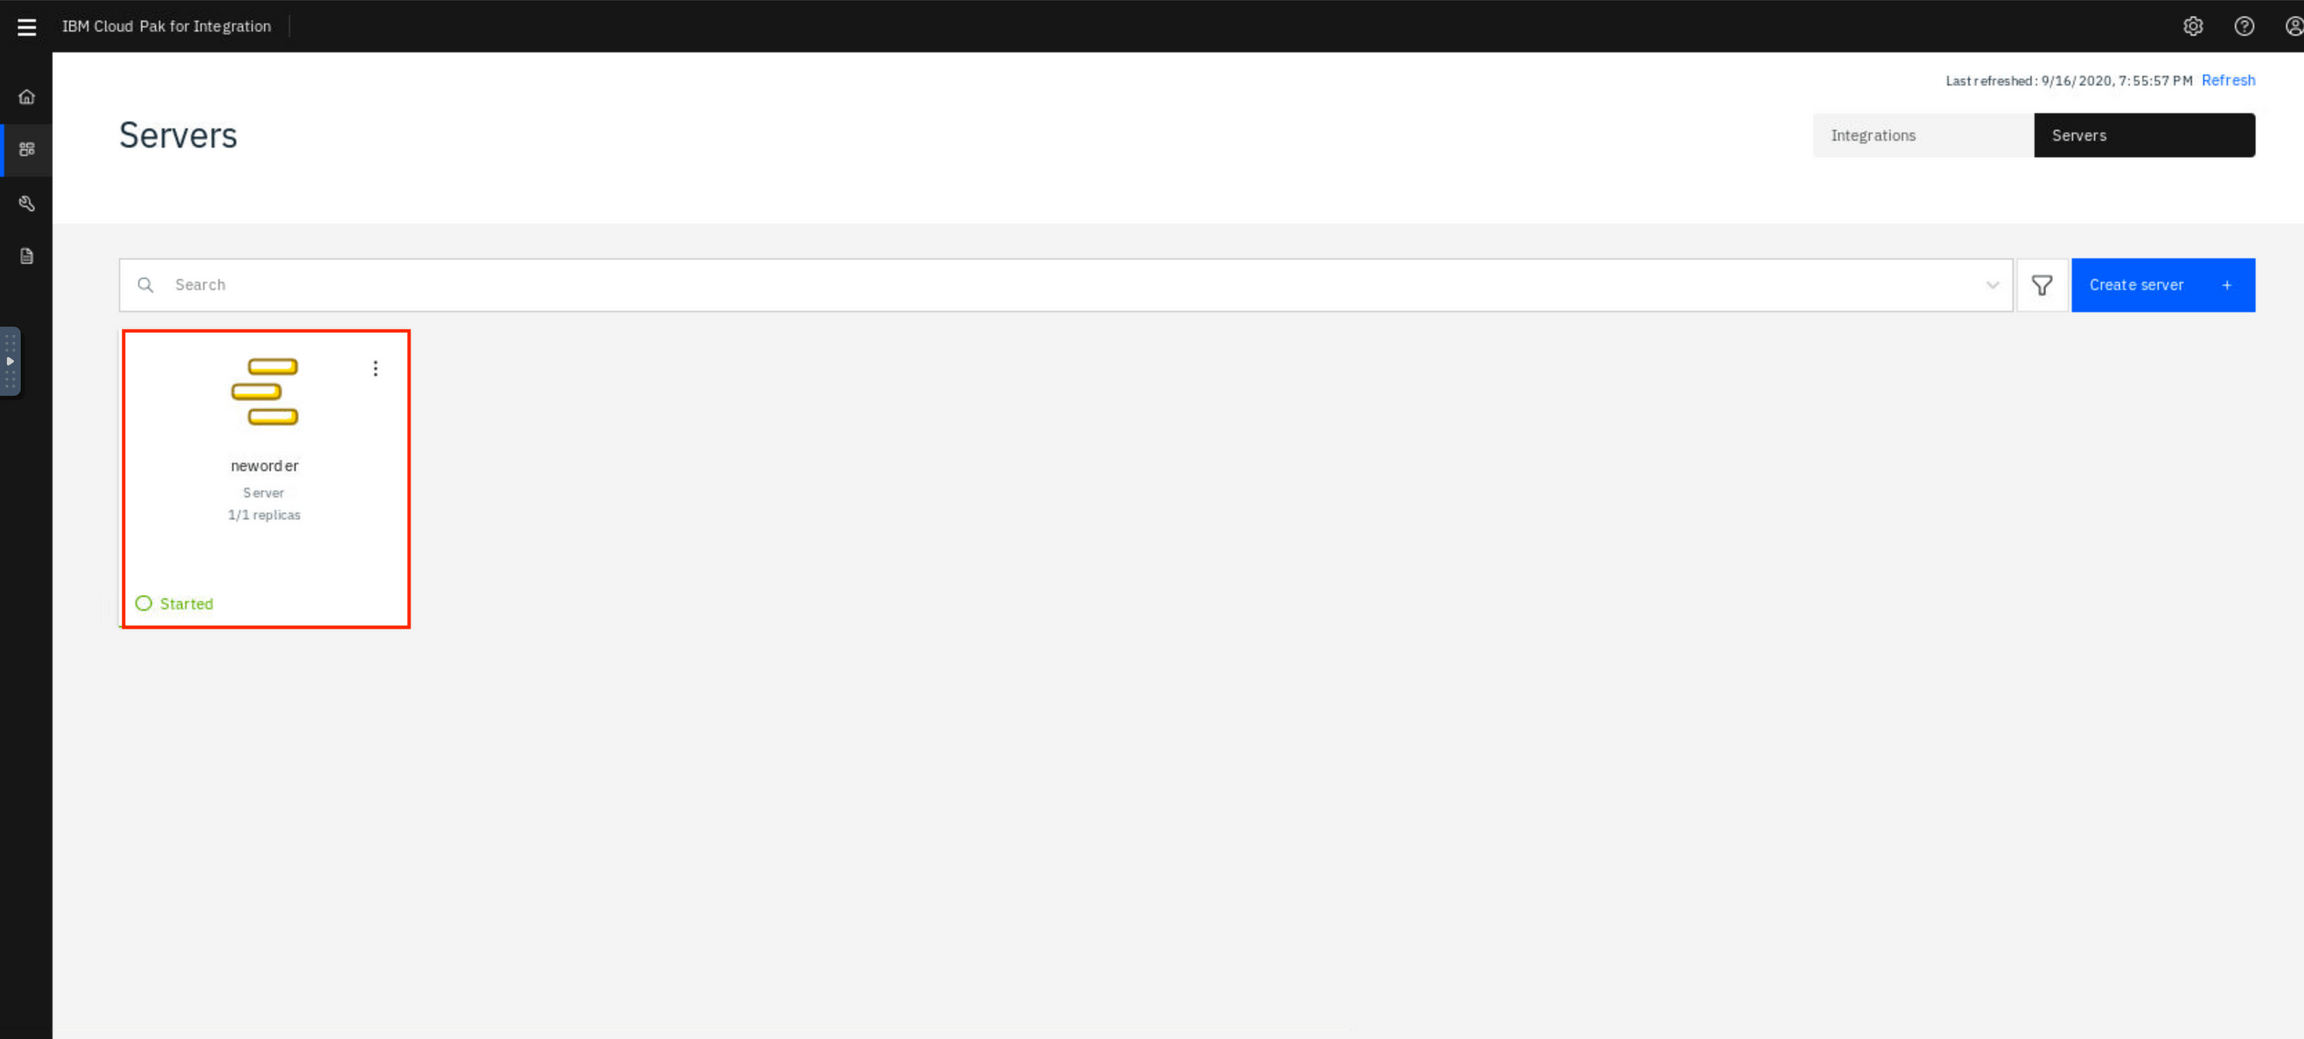 IBM Cloud Pak for Integration
Last refreshed: 9/16/2020, 7:55:57 PM Refresh
Servers
Integrations
Servers
Search
Create server +
neworder
Server
1/1 replicas
Started